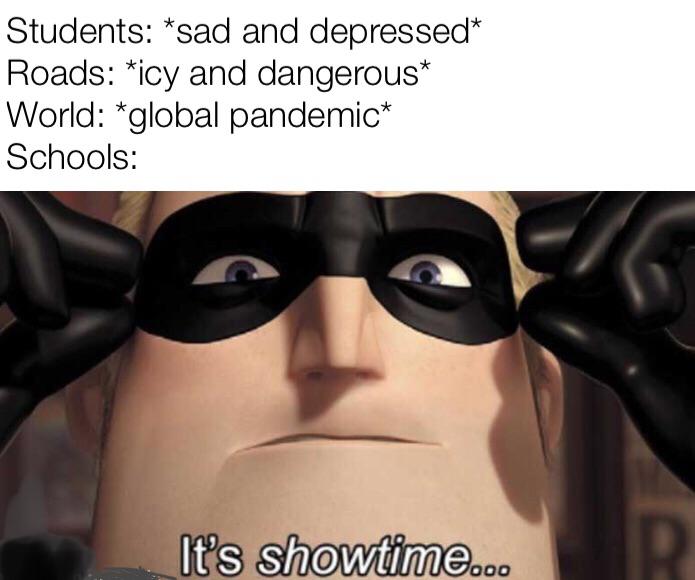 Students: *sad and depressed*
Roads: *icy and dangerous*
World: *global pandemic*
Schools:
It's showtime...